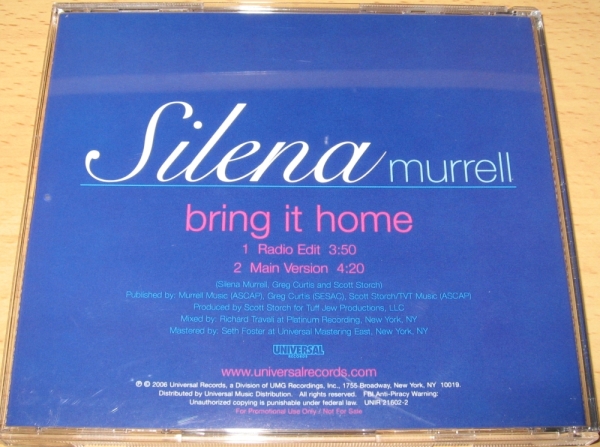 Silena murrell
bring it home
1 Radio Edit 3:50
2 Main Version 4:20
(Silena Murrell, Greg Curtis and Scott Storch)
Published by: Murrell Music (ASCAP), Greg Curtis (SESAC), Scott Storch/TVT Music (ASCAP)
Produced by Scott Storch for Tuff Jew Productions, LLC
Mixed by: Richard Travali at Platinum Recording, New York, NY
Mastered by: Seth Foster at Universal Mastering East, New York, NY
UNIVERSAL
RECORDS
www.universalrecords.com
℗ © 2006 Universal Records, a Division of UMG Recordings, Inc., 1755 Broadway, New York, NY 10019.
Distributed by Universal Music Distribution. All rights reserved. FBI Anti-Piracy Warning:
Unauthorized copying is punishable under federal law. UNIR 21602-2
For Promotional Use Only / Not For Sale